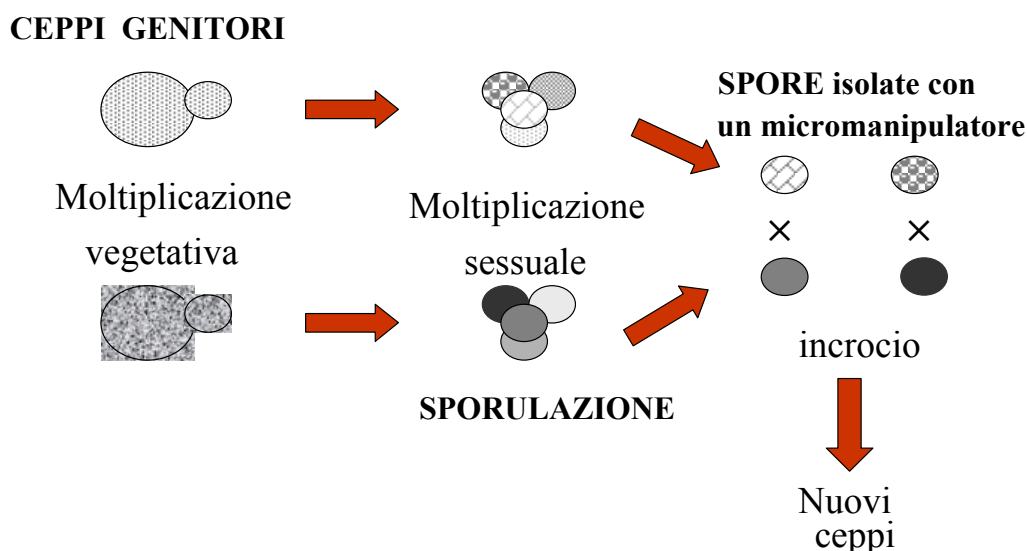 CEPPI GENITORI
Moltiplicazione
vegetativa
Moltiplicazione
sessuale
SPORULAZIONE
SPORE isolate con
un micromanipolatore
×
×
incrocio
Nuovi
ceppi